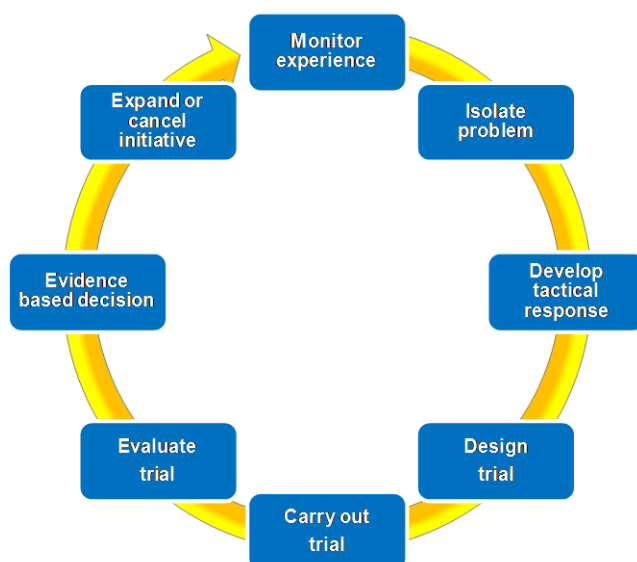 Monitor
experience
Isolate
problem
Develop
tactical
response
Design
trial
Carry out
trial
Evaluate
trial
Evidence
based decision
Expand or
cancel
initiative